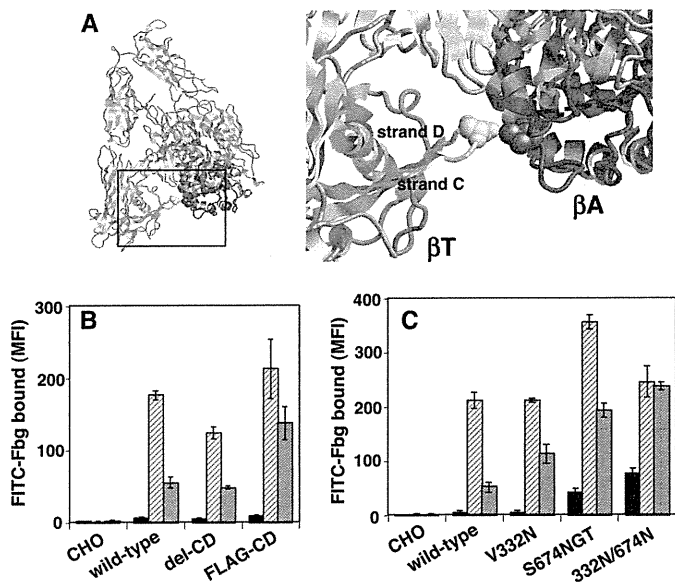 A
strand D
strand C
βT
βA
B
FITC-Fbg bound (MFI)
300
200
100
0
CHO
wild-type
del-CD
FLAG-CD
C
FITC-Fbg bound (MFI)
400
300
200
100
0
CHO
wild-type
V332N
S674NGT
332N/674N